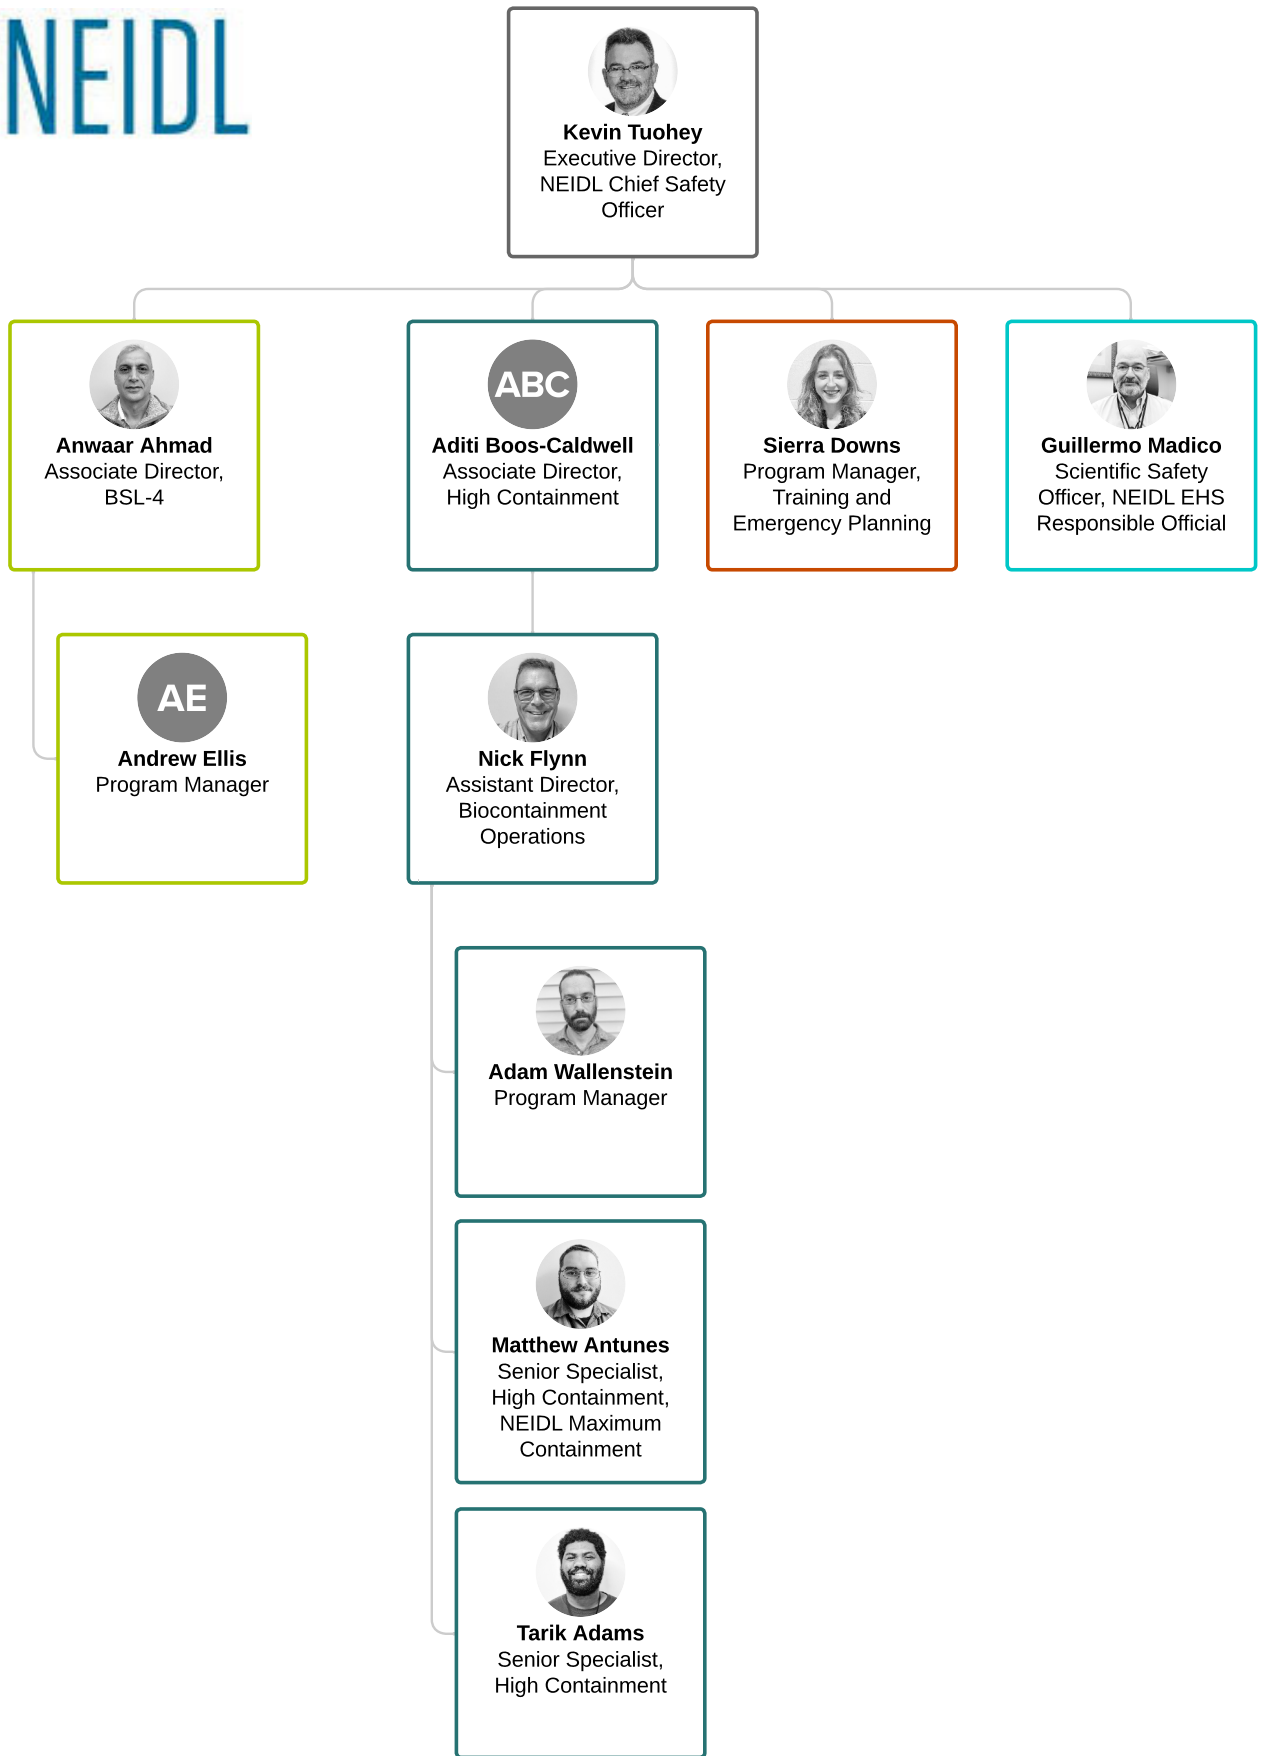 NEIDL
Kevin Tuohey
Executive Director,
NEIDL Chief Safety
Officer
Anwaar Ahmad
Associate Director,
BSL-4
ABC
Aditi Boos-Caldwell
Associate Director,
High Containment
Sierra Downs
Program Manager,
Training and
Emergency Planning
Guillermo Madico
Scientific Safety
Officer, NEIDL EHS
Responsible Official
AE
Andrew Ellis
Program Manager
Nick Flynn
Assistant Director,
Biocontainment
Operations
Adam Wallenstein
Program Manager
Matthew Antunes
Senior Specialist,
High Containment,
NEIDL Maximum
Containment
Tarik Adams
Senior Specialist,
High Containment